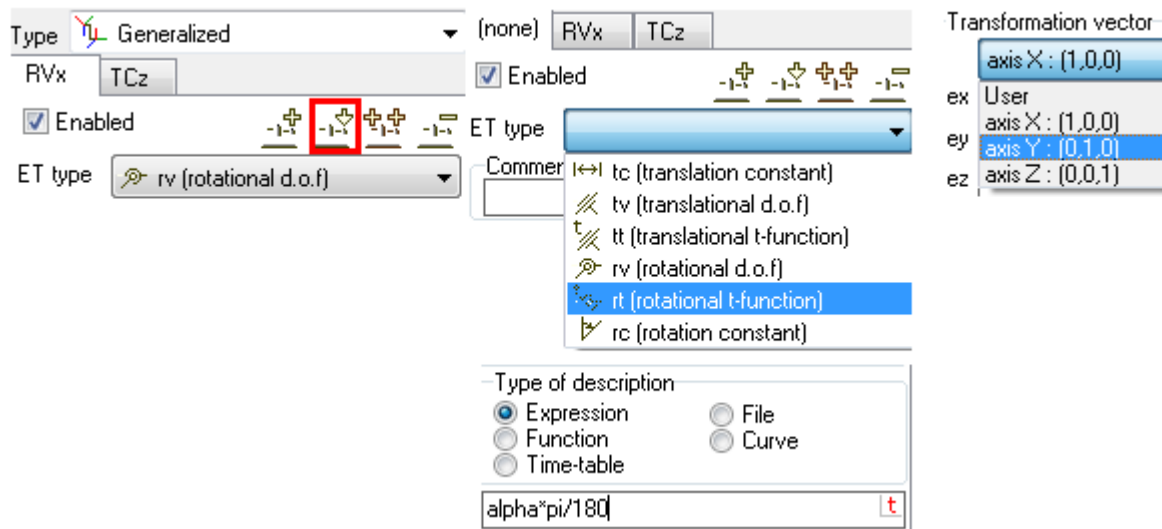 Type Generalized
RVx TCz
Enabled
ET type rv (rotational d.o.f)
(none) RVx TCz
Enabled
ET type
Commen
tc (translation constant)
tv (translational d.o.f)
tt (translational t-function)
rv (rotational d.o.f)
rt (rotational t-function)
rc (rotation constant)
Type of description
Expression File
Function Curve
Time-table
alpha*pi/180 t
Transformation vector
axis X : (1,0,0)
ex User
axis X : (1,0,0)
ey axis Y : (0,1,0)
ez axis Z : (0,0,1)